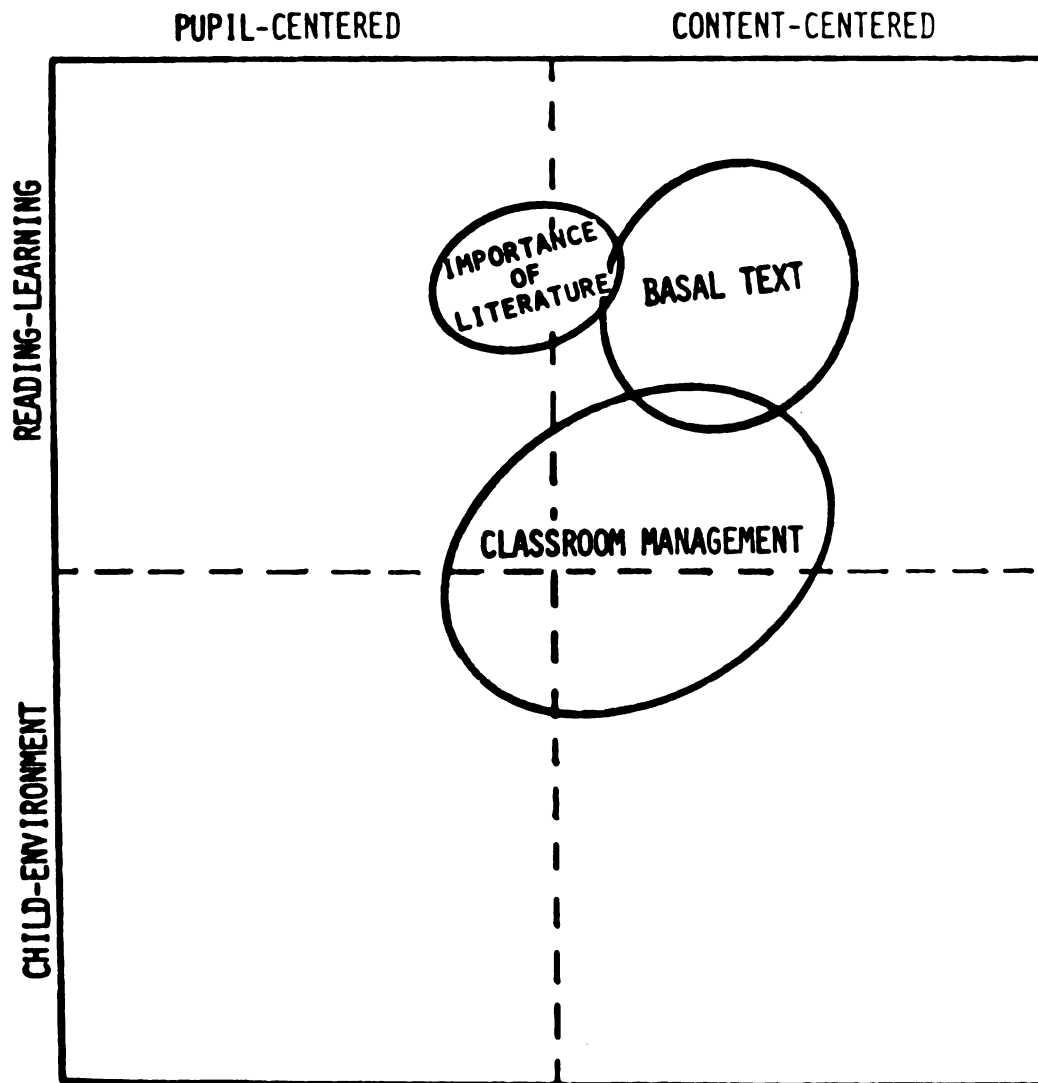 PUPIL-CENTERED
CONTENT-CENTERED
READING-LEARNING
IMPORTANCE
OF
LITERATURE
BASAL TEXT
CLASSROOM MANAGEMENT
CHILD-ENVIRONMENT